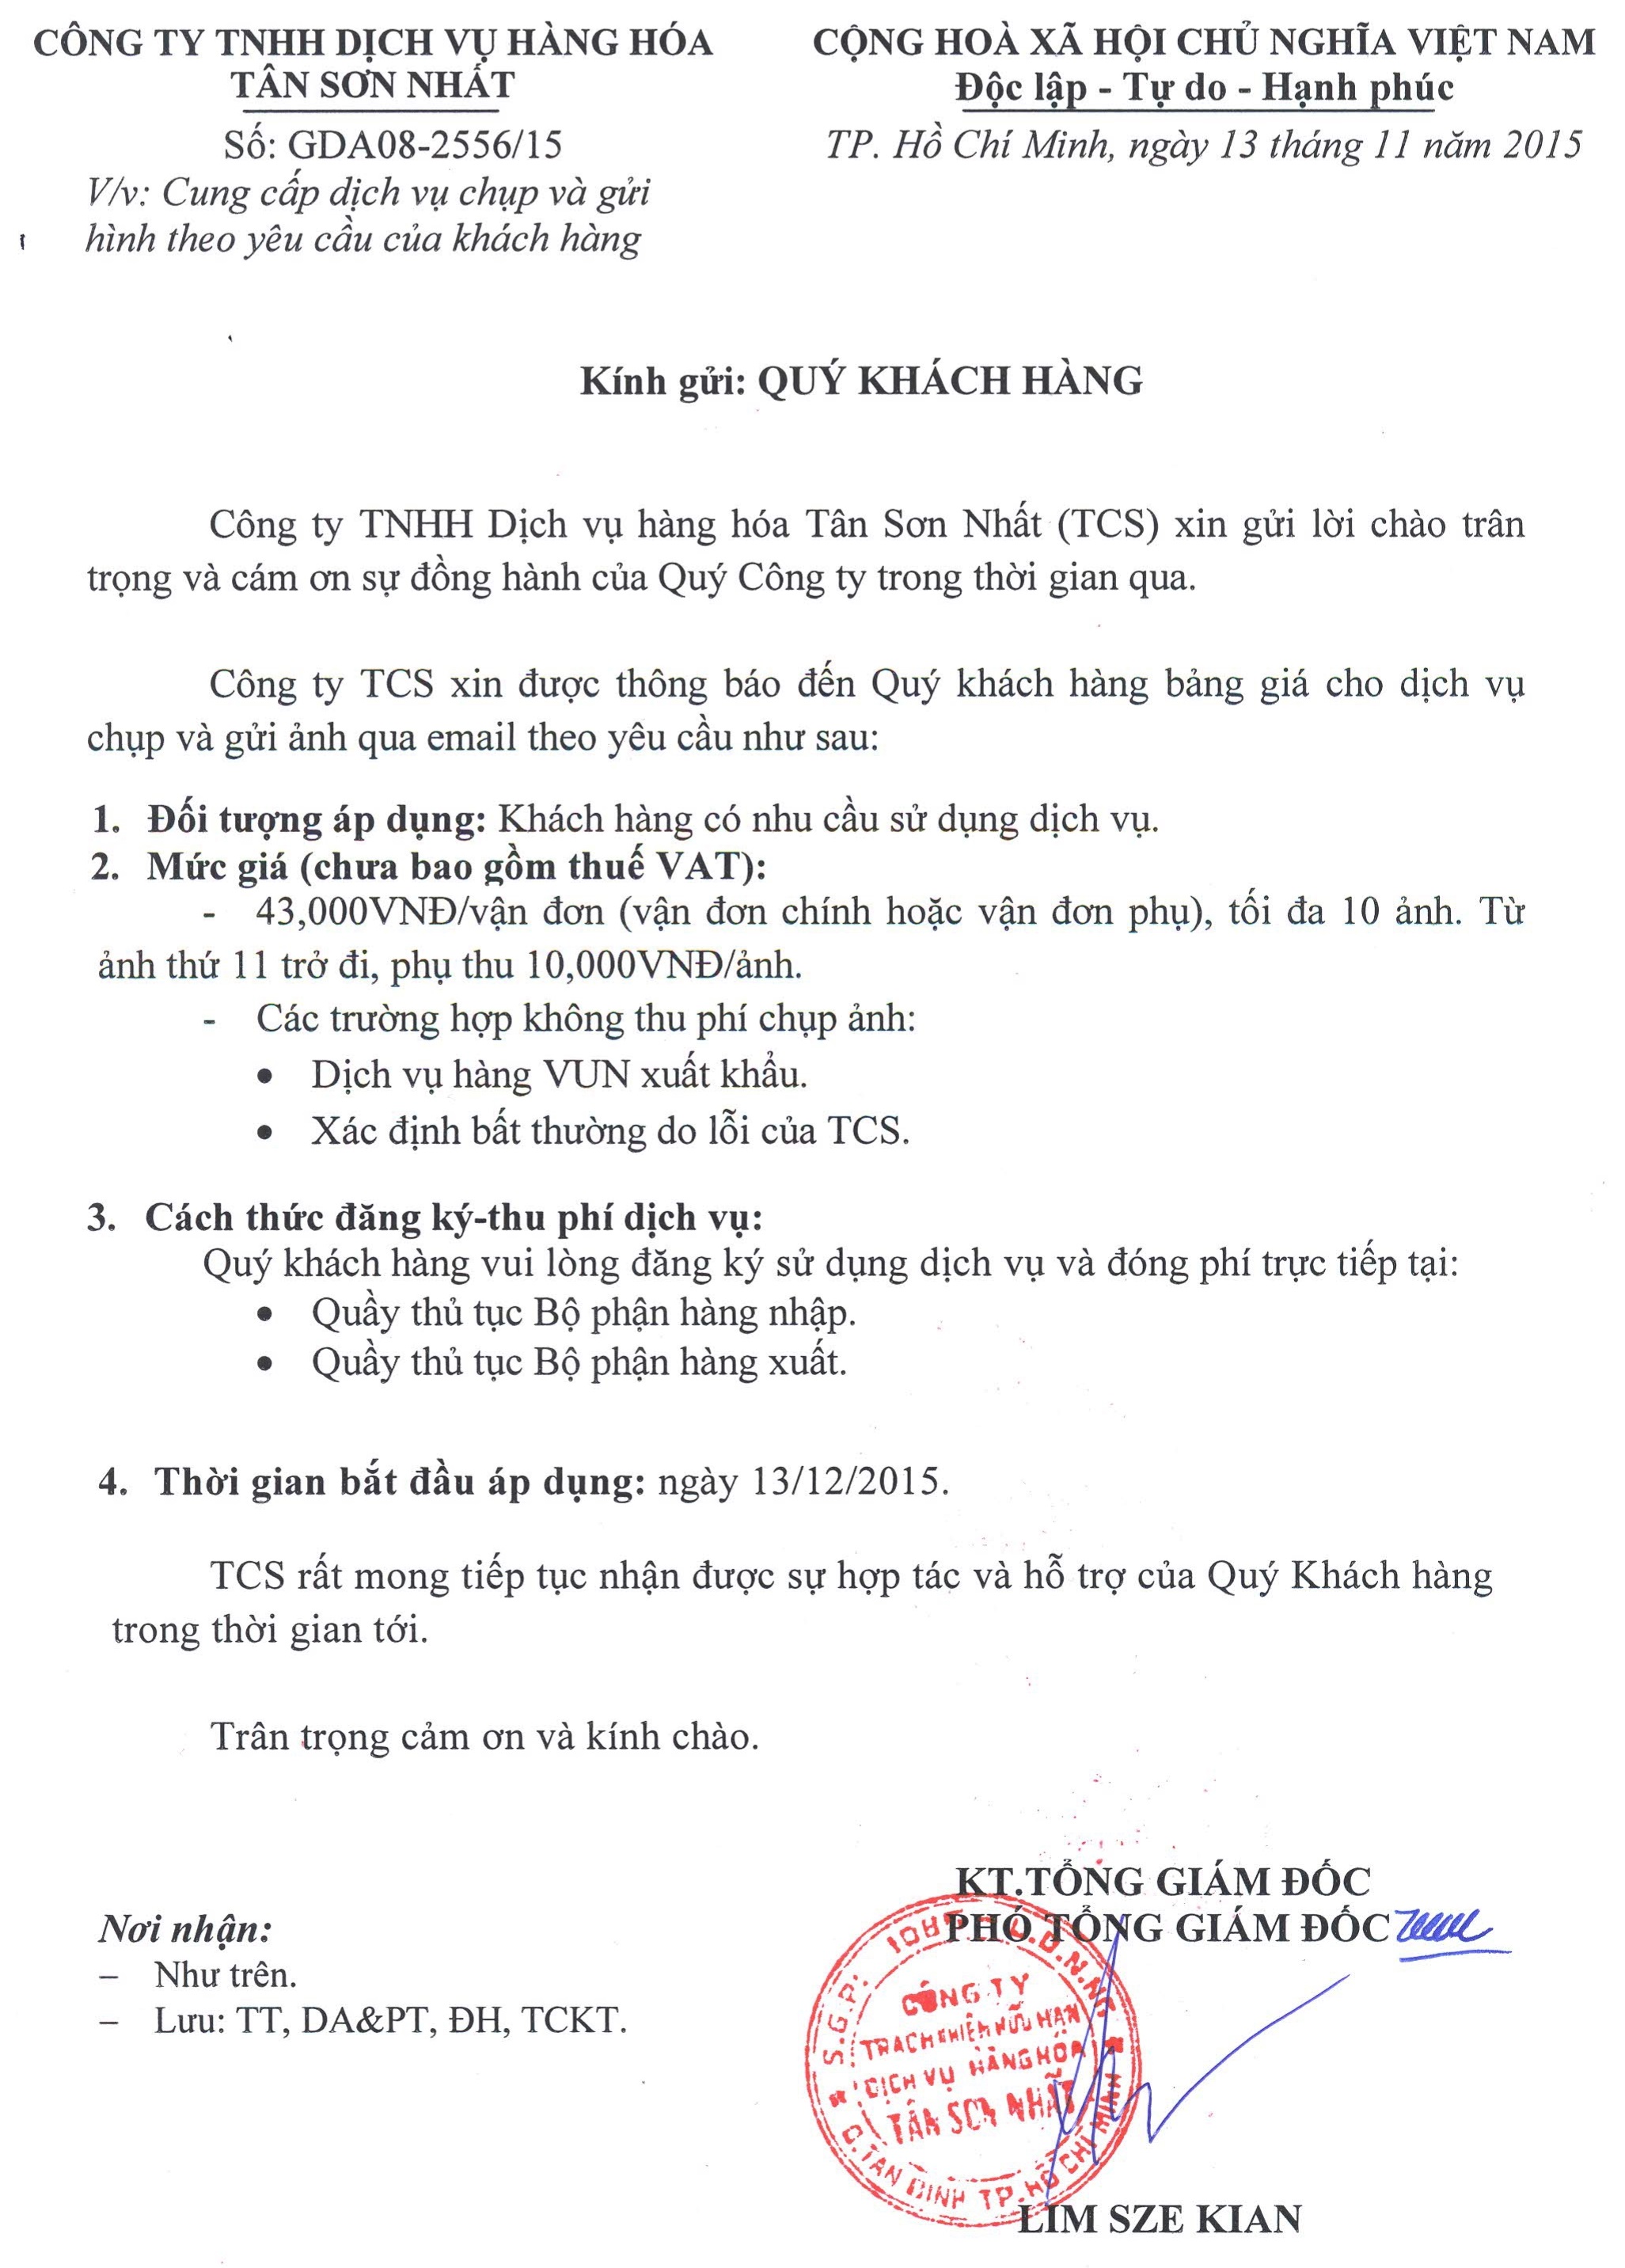 CÔNG TY TNHH DỊCH VỤ HÀNG HÓA
TÂN SƠN NHẤT
Số: GDA08-2556/15
V/v: Cung cấp dịch vụ chụp và gửi
hình theo yêu cầu của khách hàng
CỘNG HOÀ XÃ HỘI CHỦ NGHĨA VIỆT NAM
Độc lập - Tự do - Hạnh phúc
TP. Hồ Chí Minh, ngày 13 tháng 11 năm 2015
Kính gửi: QUÝ KHÁCH HÀNG
Công ty TNHH Dịch vụ hàng hóa Tân Sơn Nhất (TCS) xin gửi lời chào trân
trọng và cám ơn sự đồng hành của Quý Công ty trong thời gian qua.
Công ty TCS xin được thông báo đến Quý khách hàng bảng giá cho dịch vụ
chụp và gửi ảnh qua email theo yêu cầu như sau:
1. Đối tượng áp dụng: Khách hàng có nhu cầu sử dụng dịch vụ.
2. Mức giá (chưa bao gồm thuế VAT):
- 43,000VNĐ/vận đơn (vận đơn chính hoặc vận đơn phụ), tối đa 10 ảnh. Từ
ảnh thứ 11 trở đi, phụ thu 10,000VNĐ/ảnh.
- Các trường hợp không thu phí chụp ảnh:
• Dịch vụ hàng VUN xuất khẩu.
• Xác định bất thường do lỗi của TCS.
3. Cách thức đăng ký-thu phí dịch vụ:
Quý khách hàng vui lòng đăng ký sử dụng dịch vụ và đóng phí trực tiếp tại:
• Quầy thủ tục Bộ phận hàng nhập.
• Quầy thủ tục Bộ phận hàng xuất.
4. Thời gian bắt đầu áp dụng: ngày 13/12/2015.
TCS rất mong tiếp tục nhận được sự hợp tác và hỗ trợ của Quý Khách hàng
trong thời gian tới.
Trân trọng cảm ơn và kính chào.
Nơi nhận:
– Như trên.
– Lưu: TT, DA&PT, ĐH, TCKT.
KT.TỔNG GIÁM ĐỐC
PHÓ TỔNG GIÁM ĐỐC
S.G.P:
CÔNG TY
TRÁCH NHIỆM HỮU HẠN
DỊCH VỤ HÀNG HÓA
TÂN SƠN NHẤT
Q.TÂN BÌNH TP.HỒ CHÍ MINH
LIM SZE KIAN